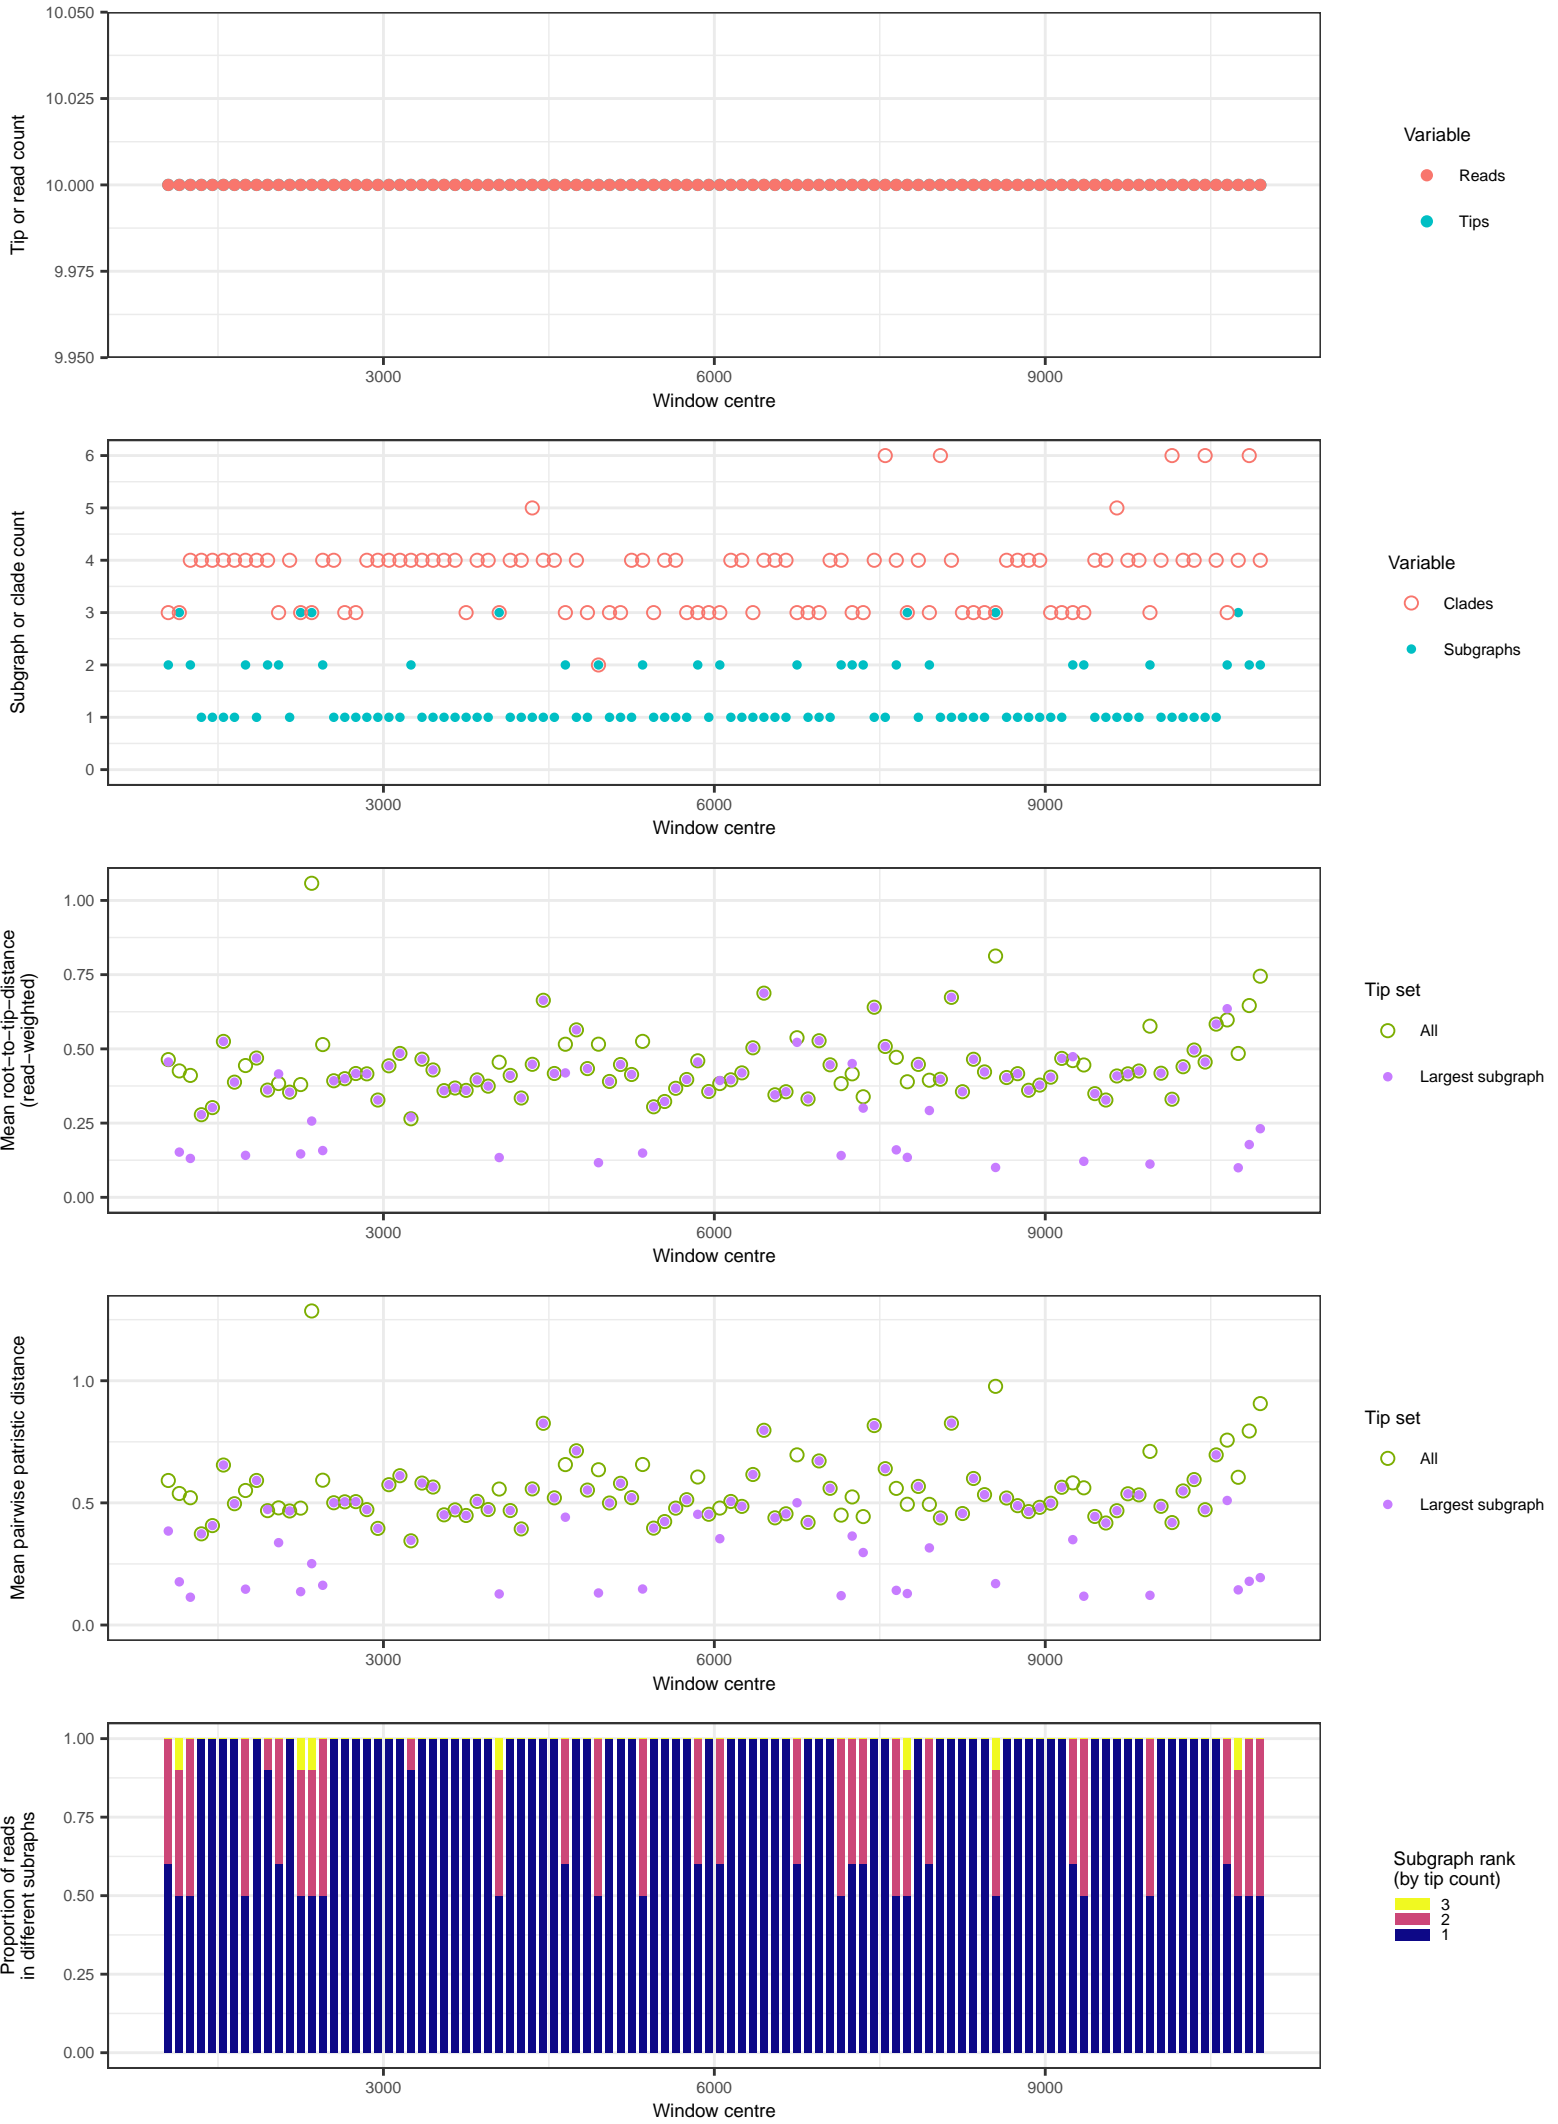 10.050
10.025
10.000
9.975
9.950
Tip or read count
3000
6000
9000
Window centre
Variable
Reads
Tips
6
5
4
3
2
1
0
Subgraph or clade count
3000
6000
9000
Window centre
Variable
Clades
Subgraphs
1.00
0.75
0.50
0.25
0.00
Mean root−to−tip−distance
(read−weighted)
3000
6000
9000
Window centre
Tip set
All
Largest subgraph
1.0
0.5
0.0
Mean pairwise patristic distance
3000
6000
9000
Window centre
Tip set
All
Largest subgraph
1.00
0.75
0.50
0.25
0.00
Proportion of reads
in different subraphs
3000
6000
9000
Window centre
Subgraph rank
(by tip count)
3
2
1